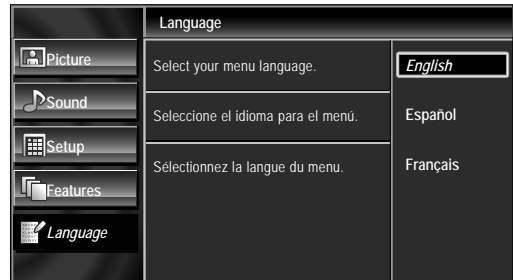 Language
Picture
Sound
Setup
Features
Language
Select your menu language.
Seleccione el idioma para el menú.
Sélectionnez la langue du menu.
English
Español
Français